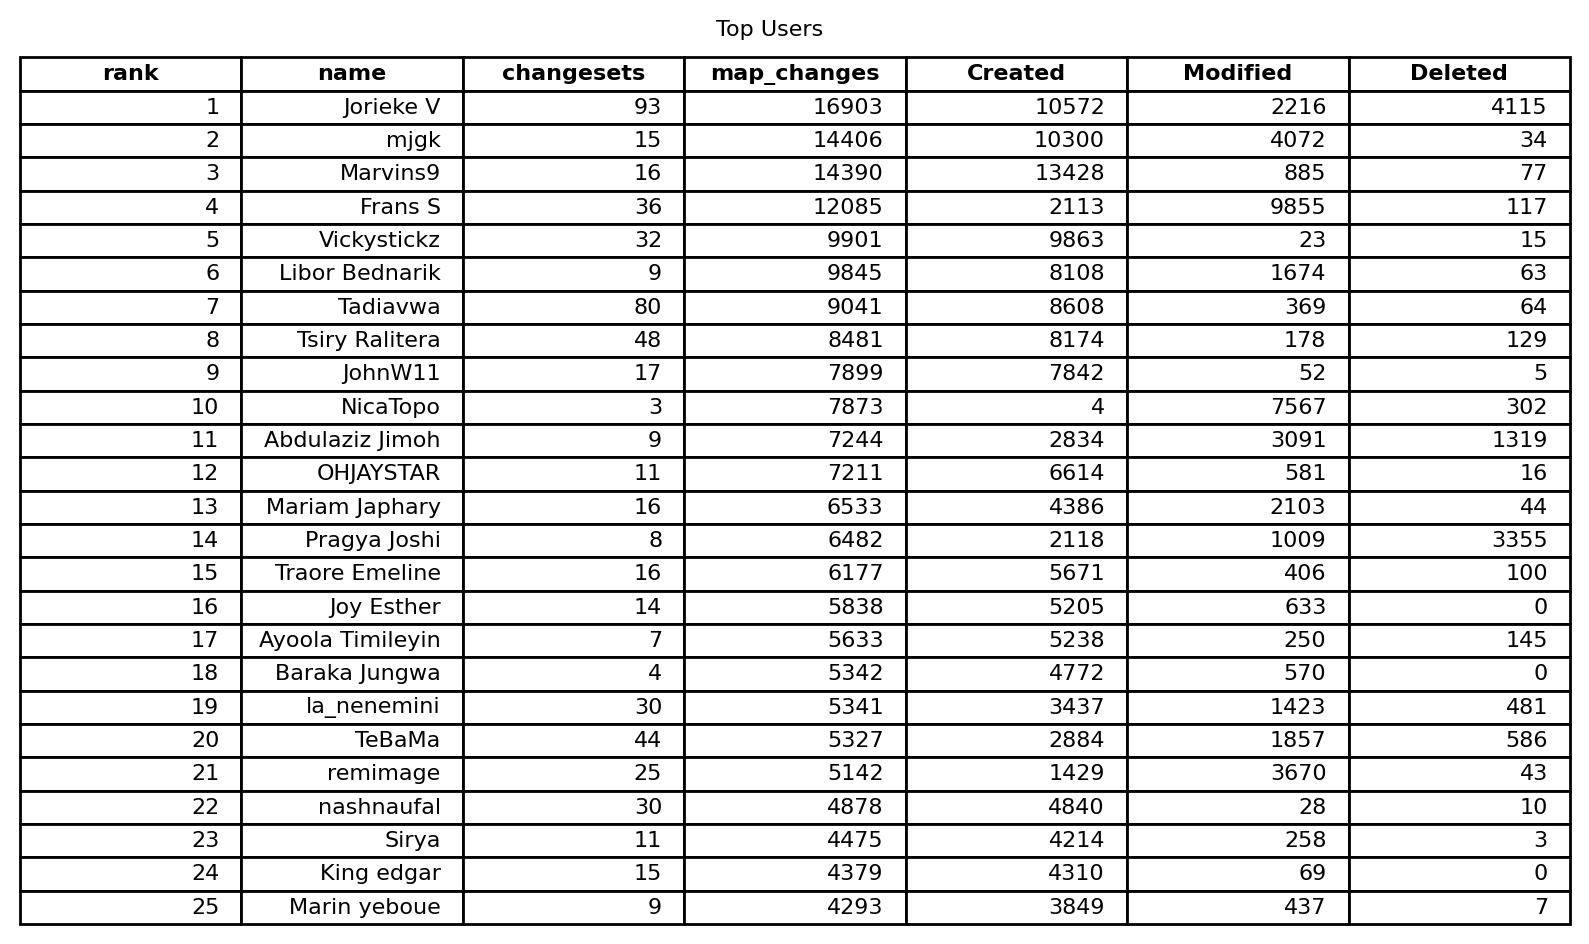 Top Users
rank name changesets map_changes Created Modified Deleted
1 Jorieke V 93 16903 10572 2216 4115
2 mjgk 15 14406 10300 4072 34
3 Marvins9 16 14390 13428 885 77
4 Frans S 36 12085 2113 9855 117
5 Vickystickz 32 9901 9863 23 15
6 Libor Bednarik 9 9845 8108 1674 63
7 Tadiavwa 80 9041 8608 369 64
8 Tsiry Ralitera 48 8481 8174 178 129
9 JohnW11 17 7899 7842 52 5
10 NicaTopo 3 7873 4 7567 302
11 Abdulaziz Jimoh 9 7244 2834 3091 1319
12 OHJAYSTAR 11 7211 6614 581 16
13 Mariam Japhary 16 6533 4386 2103 44
14 Pragya Joshi 8 6482 2118 1009 3355
15 Traore Emeline 16 6177 5671 406 100
16 Joy Esther 14 5838 5205 633 0
17 Ayoola Timileyin 7 5633 5238 250 145
18 Baraka Jungwa 4 5342 4772 570 0
19 la_nenemini 30 5341 3437 1423 481
20 TeBaMa 44 5327 2884 1857 586
21 remimage 25 5142 1429 3670 43
22 nashnaufal 30 4878 4840 28 10
23 Sirya 11 4475 4214 258 3
24 King edgar 15 4379 4310 69 0
25 Marin yeboue 9 4293 3849 437 7